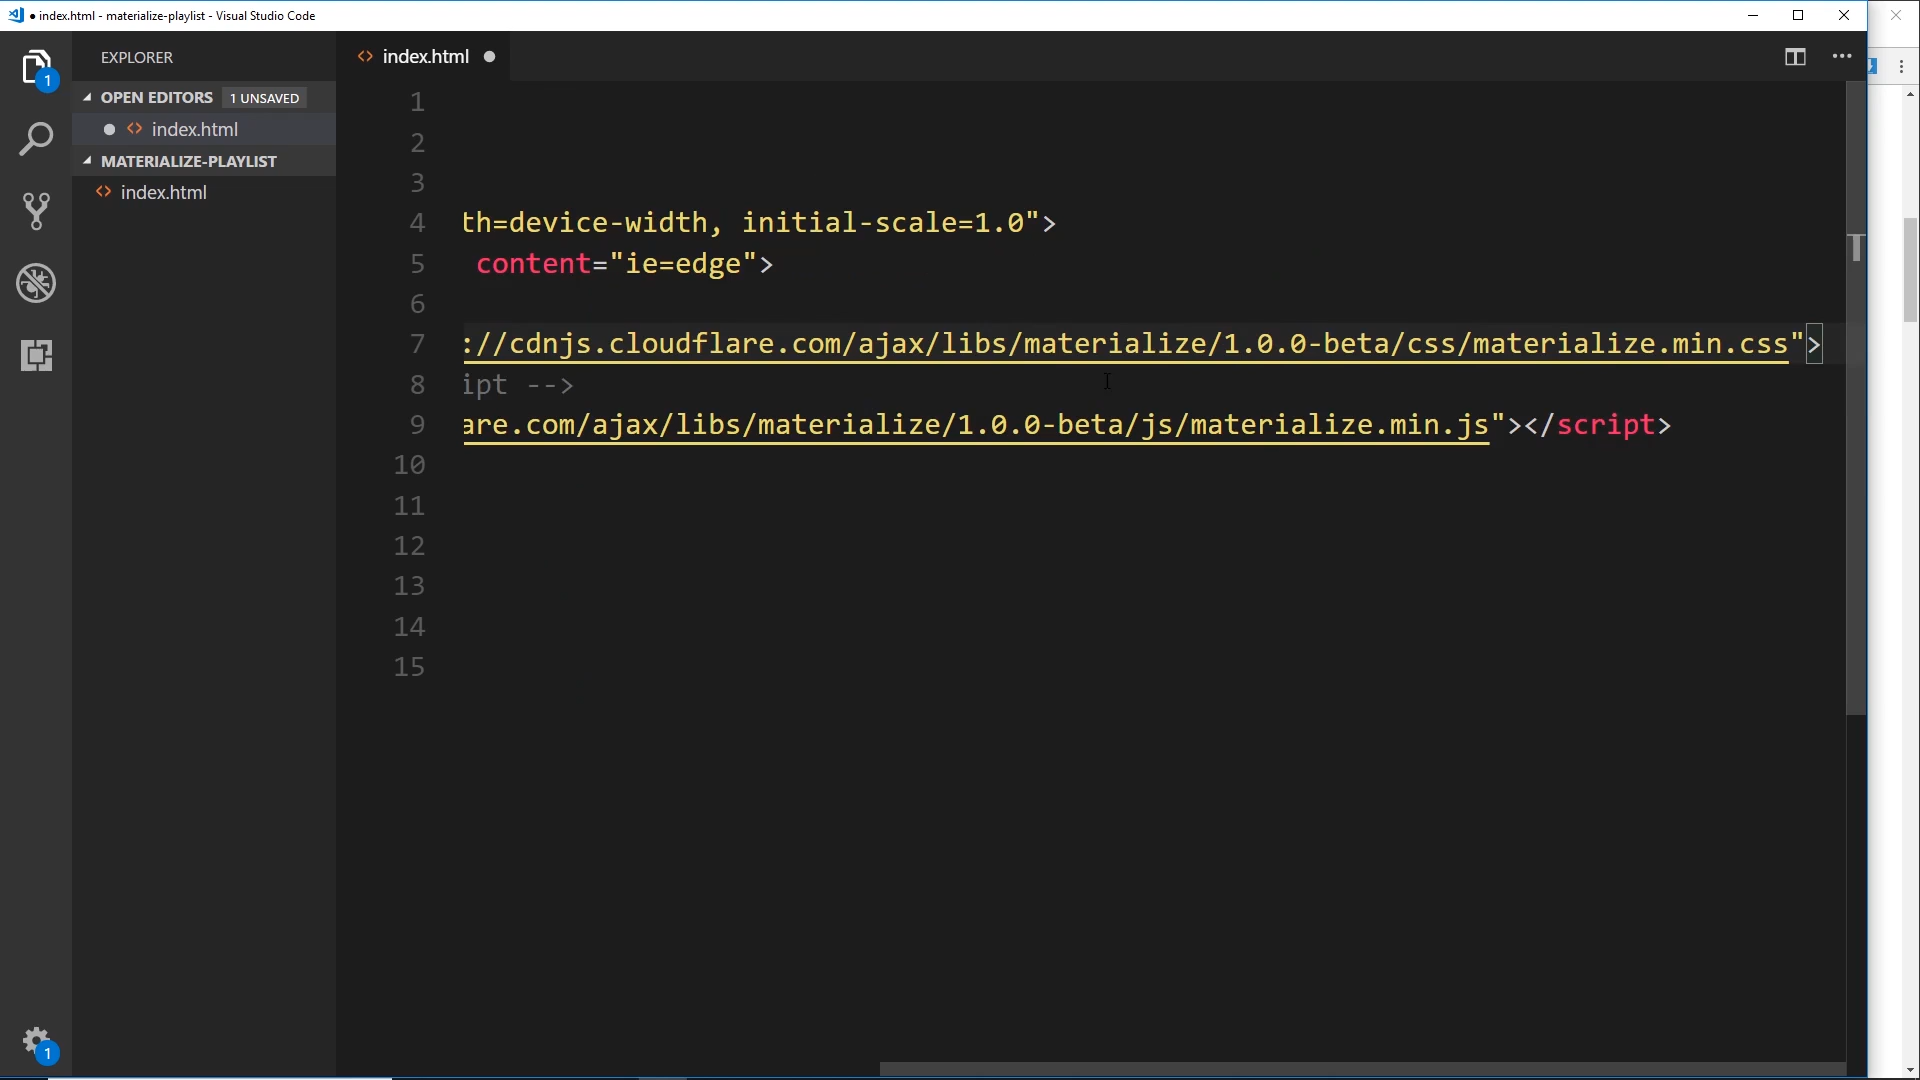 ● index.html - materialize-playlist - Visual Studio Code
EXPLORER
OPEN EDITORS 1 UNSAVED
index.html
MATERIALIZE-PLAYLIST
index.html
1
1
index.html
1
2
3
4 th=device-width, initial-scale=1.0">
5 content="ie=edge">
6
7 ://cdnjs.cloudflare.com/ajax/libs/materialize/1.0.0-beta/css/materialize.min.css">
8 ipt -->
9 are.com/ajax/libs/materialize/1.0.0-beta/js/materialize.min.js"></script>
10
11
12
13
14
15